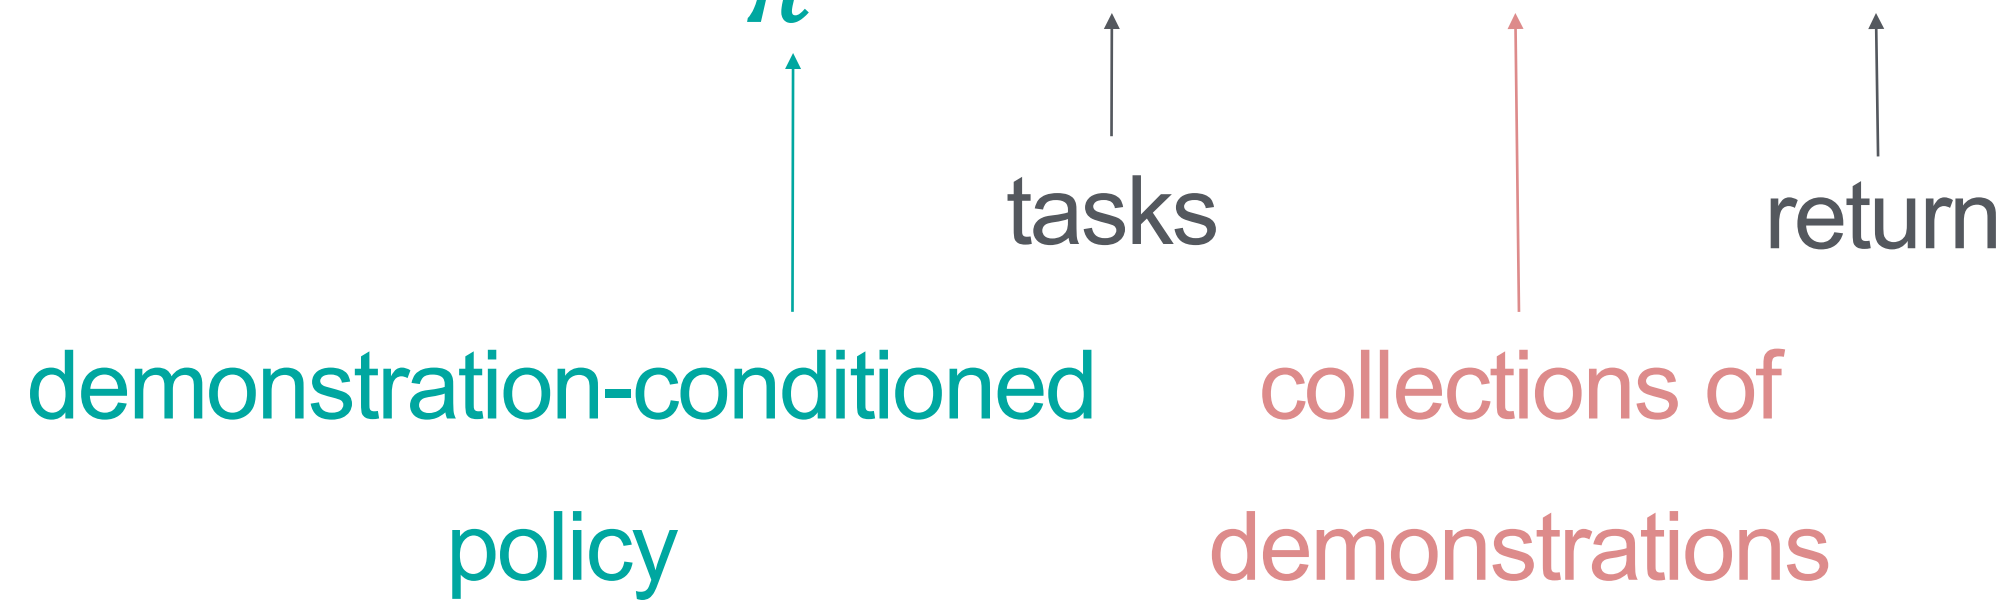 π
tasks
return
demonstration-conditioned
policy
collections of
demonstrations